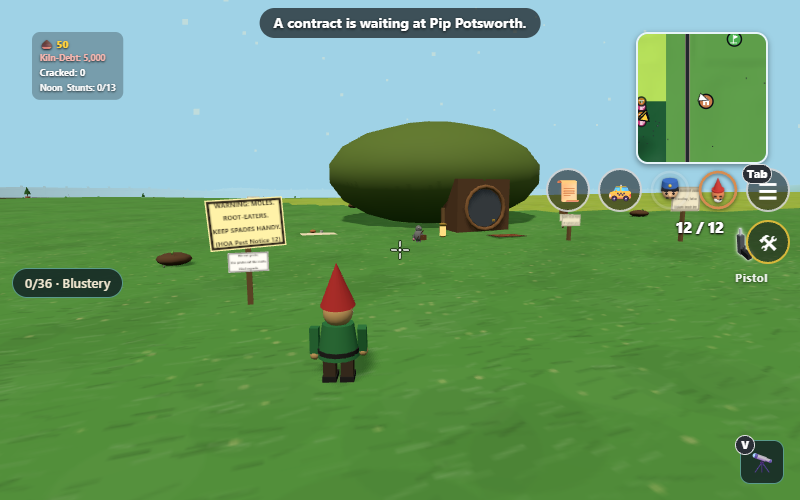 A contract is waiting at Pip Potsworth.
50
Kiln-Debt: 5,000
Cracked: 0
Noon Stunts: 0/13
Tab
WARNING: MOLES.
ROOT-EATERS.
KEEP SPADES HANDY.
(HOA Pest Notice 12)
12 / 12
Pistol
0/36 · Blustery
V